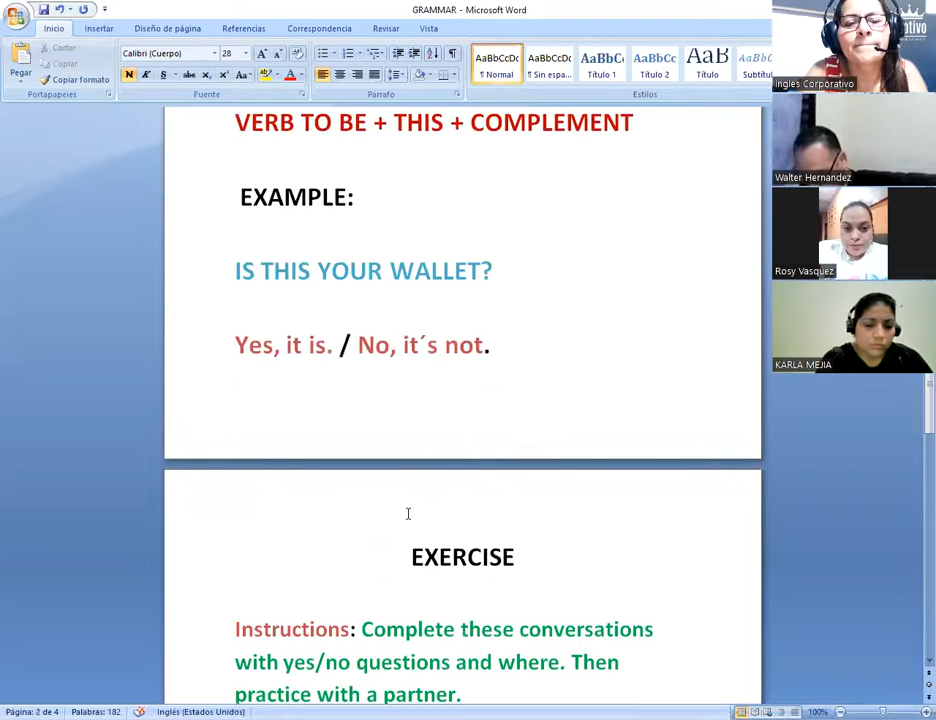 GRAMMAR - Microsoft Word
Inicio
Insertar
Diseño de página
Referencias
Correspondencia
Revisar
Vista
Pegar
Cortar
Copiar
Copiar formato
Portapapeles
Calibri (Cuerpo)
28
Fuente
Párrafo
AaBbCcDc
¶ Normal
AaBbCcDc
¶ Sin espa...
AaBbCc
Título 1
AaBbCc
Título 2
AaB
Título
AaBbCc
Subtítul
Estilos
VERB TO BE + THIS + COMPLEMENT
EXAMPLE:
IS THIS YOUR WALLET?
Yes, it is. / No, it´s not.
EXERCISE
Instructions: Complete these conversations
with yes/no questions and where. Then
practice with a partner.
Ingles Corporativo
Walter Hernandez
Rosy Vasquez
KARLA MEJIA
Página: 2 de 4
Palabras: 182
Inglés (Estados Unidos)
100%